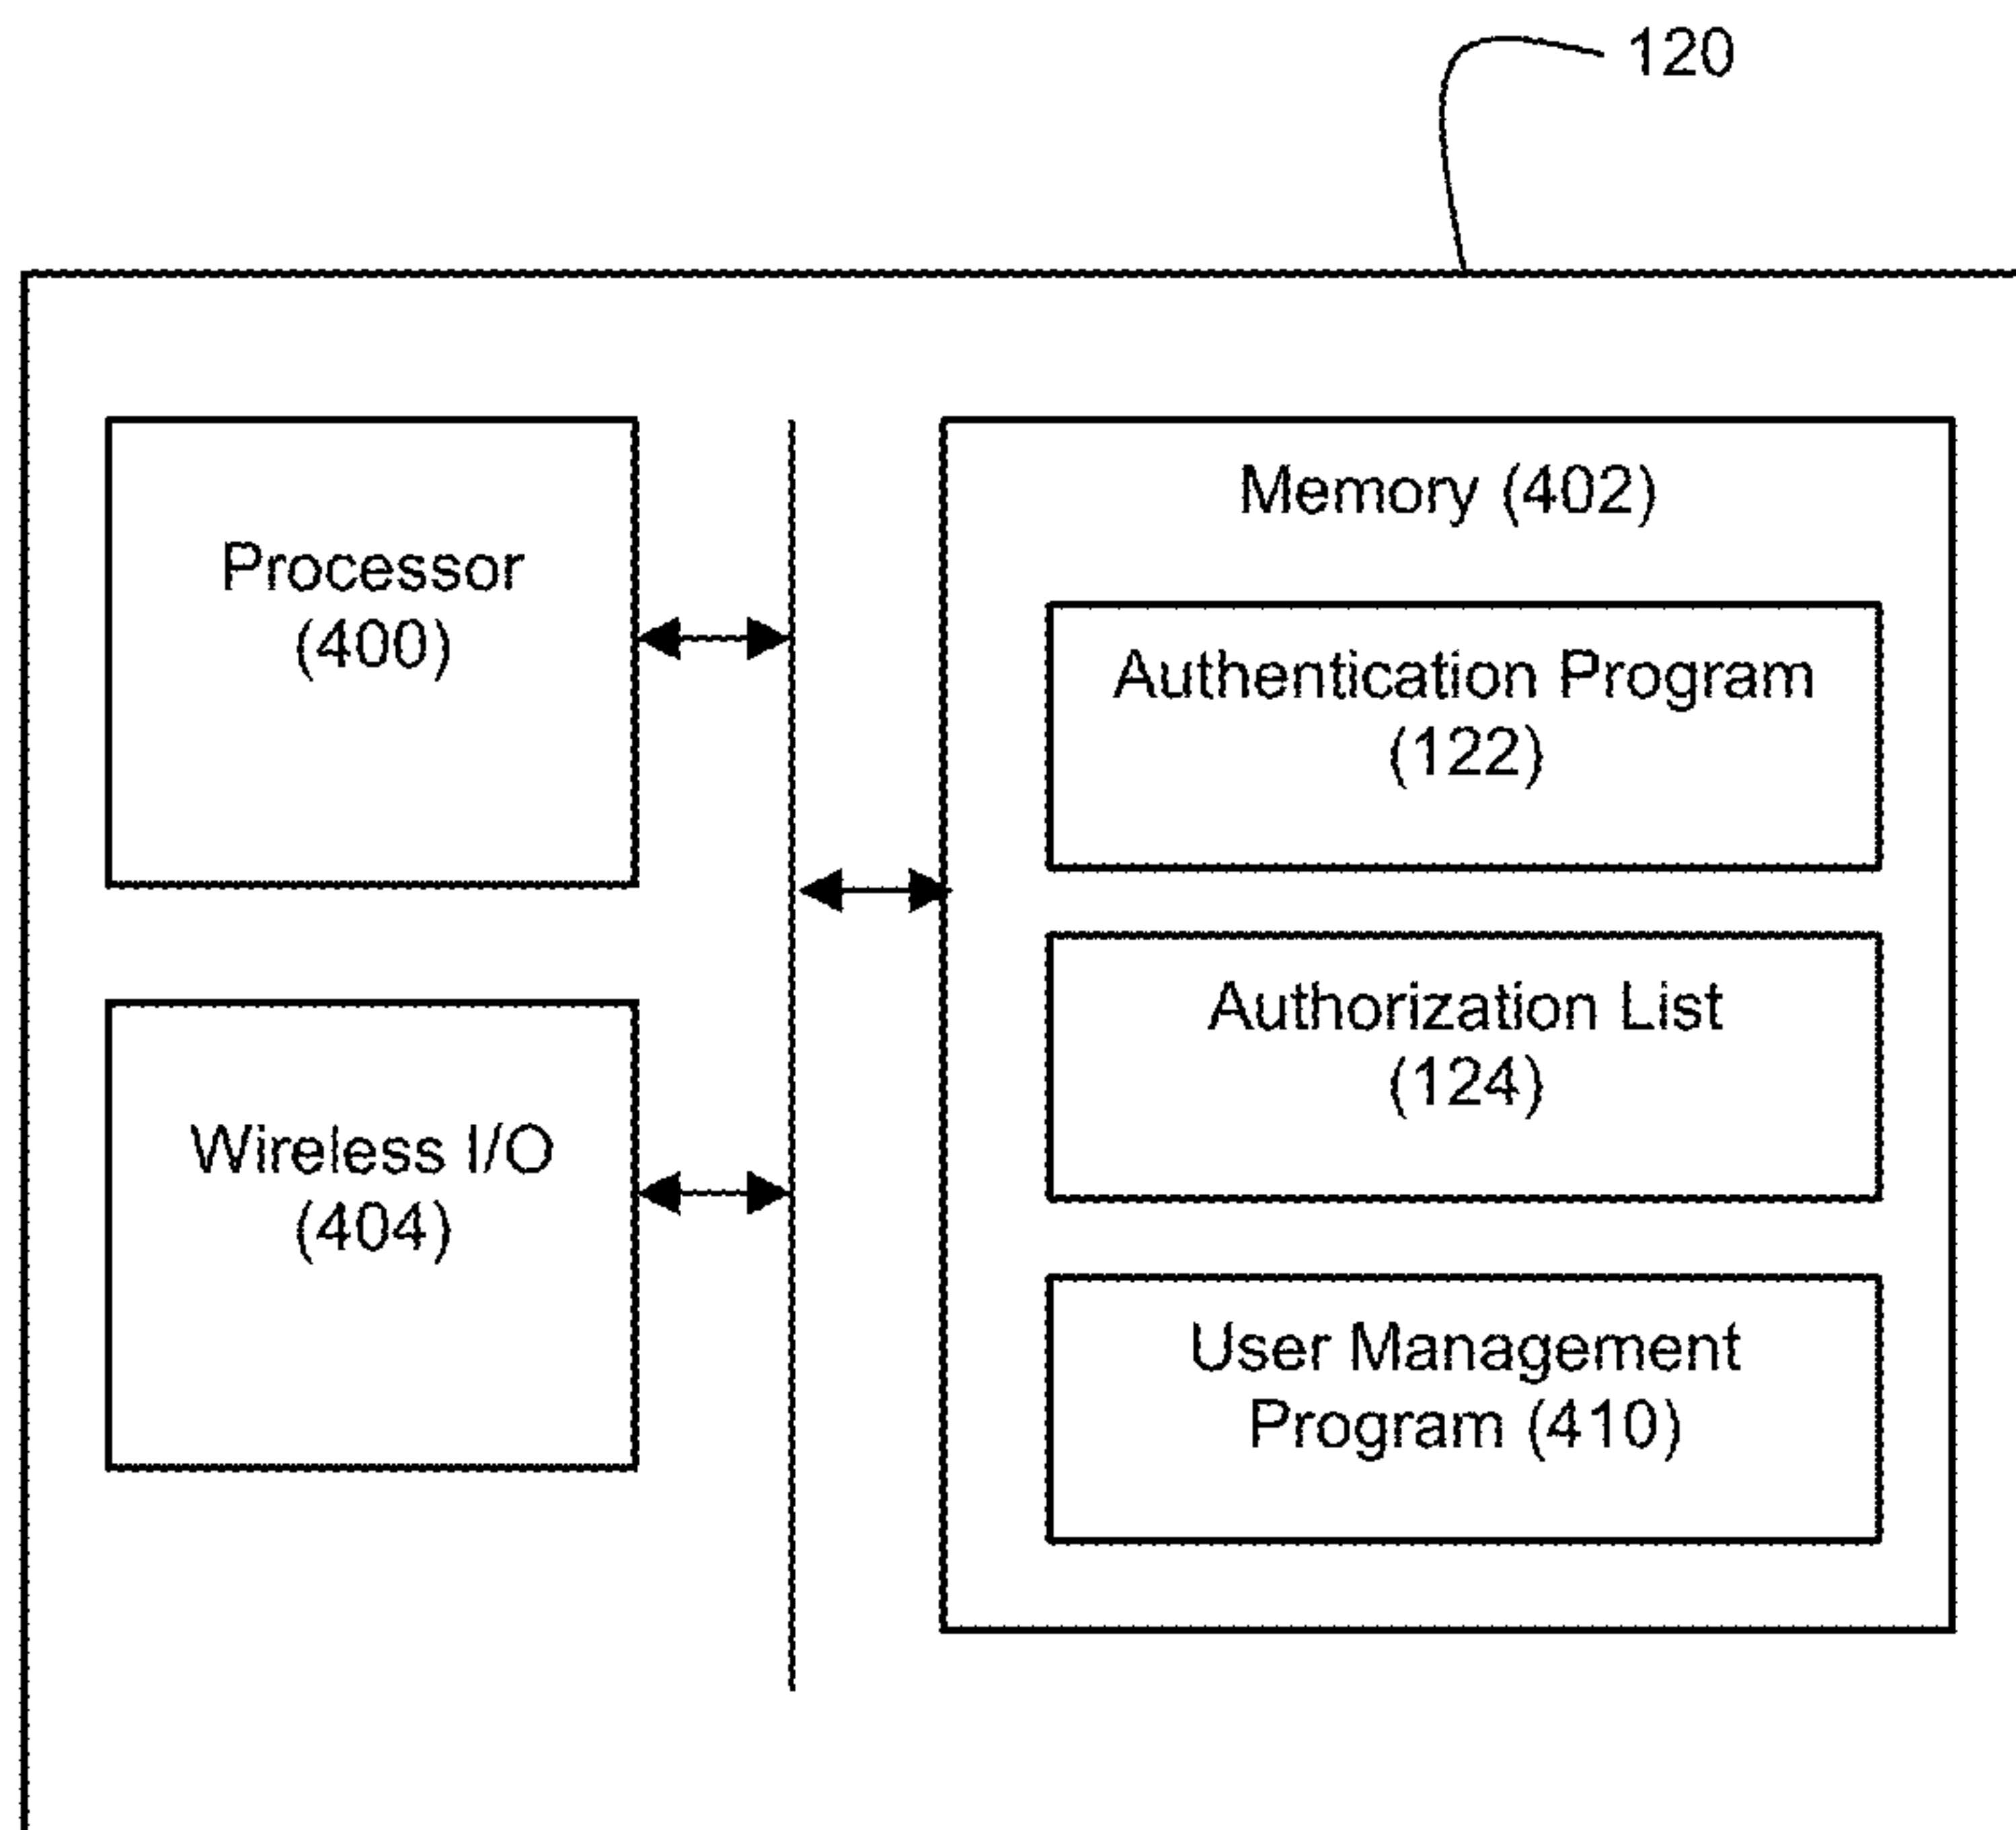 120
Processor
(400)
Wireless I/O
(404)
Memory (402)
Authentication Program
(122)
Authorization List
(124)
User Management
Program (410)